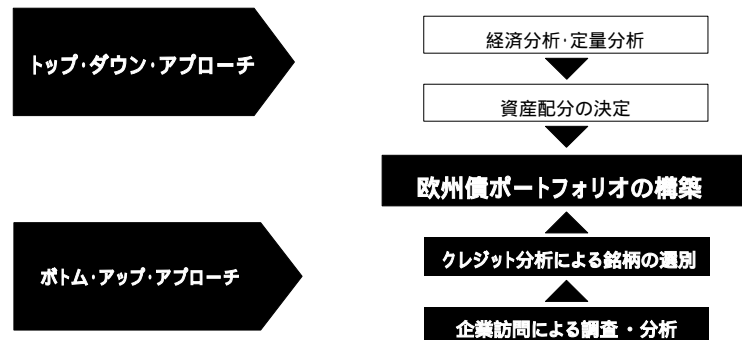 トップ･ダウン･アプローチ
経済分析･定量分析
資産配分の決定
欧州債ポートフォリオの構築
ボトム･アップ･アプローチ
クレジット分析による銘柄の選別
企業訪問による調査・分析